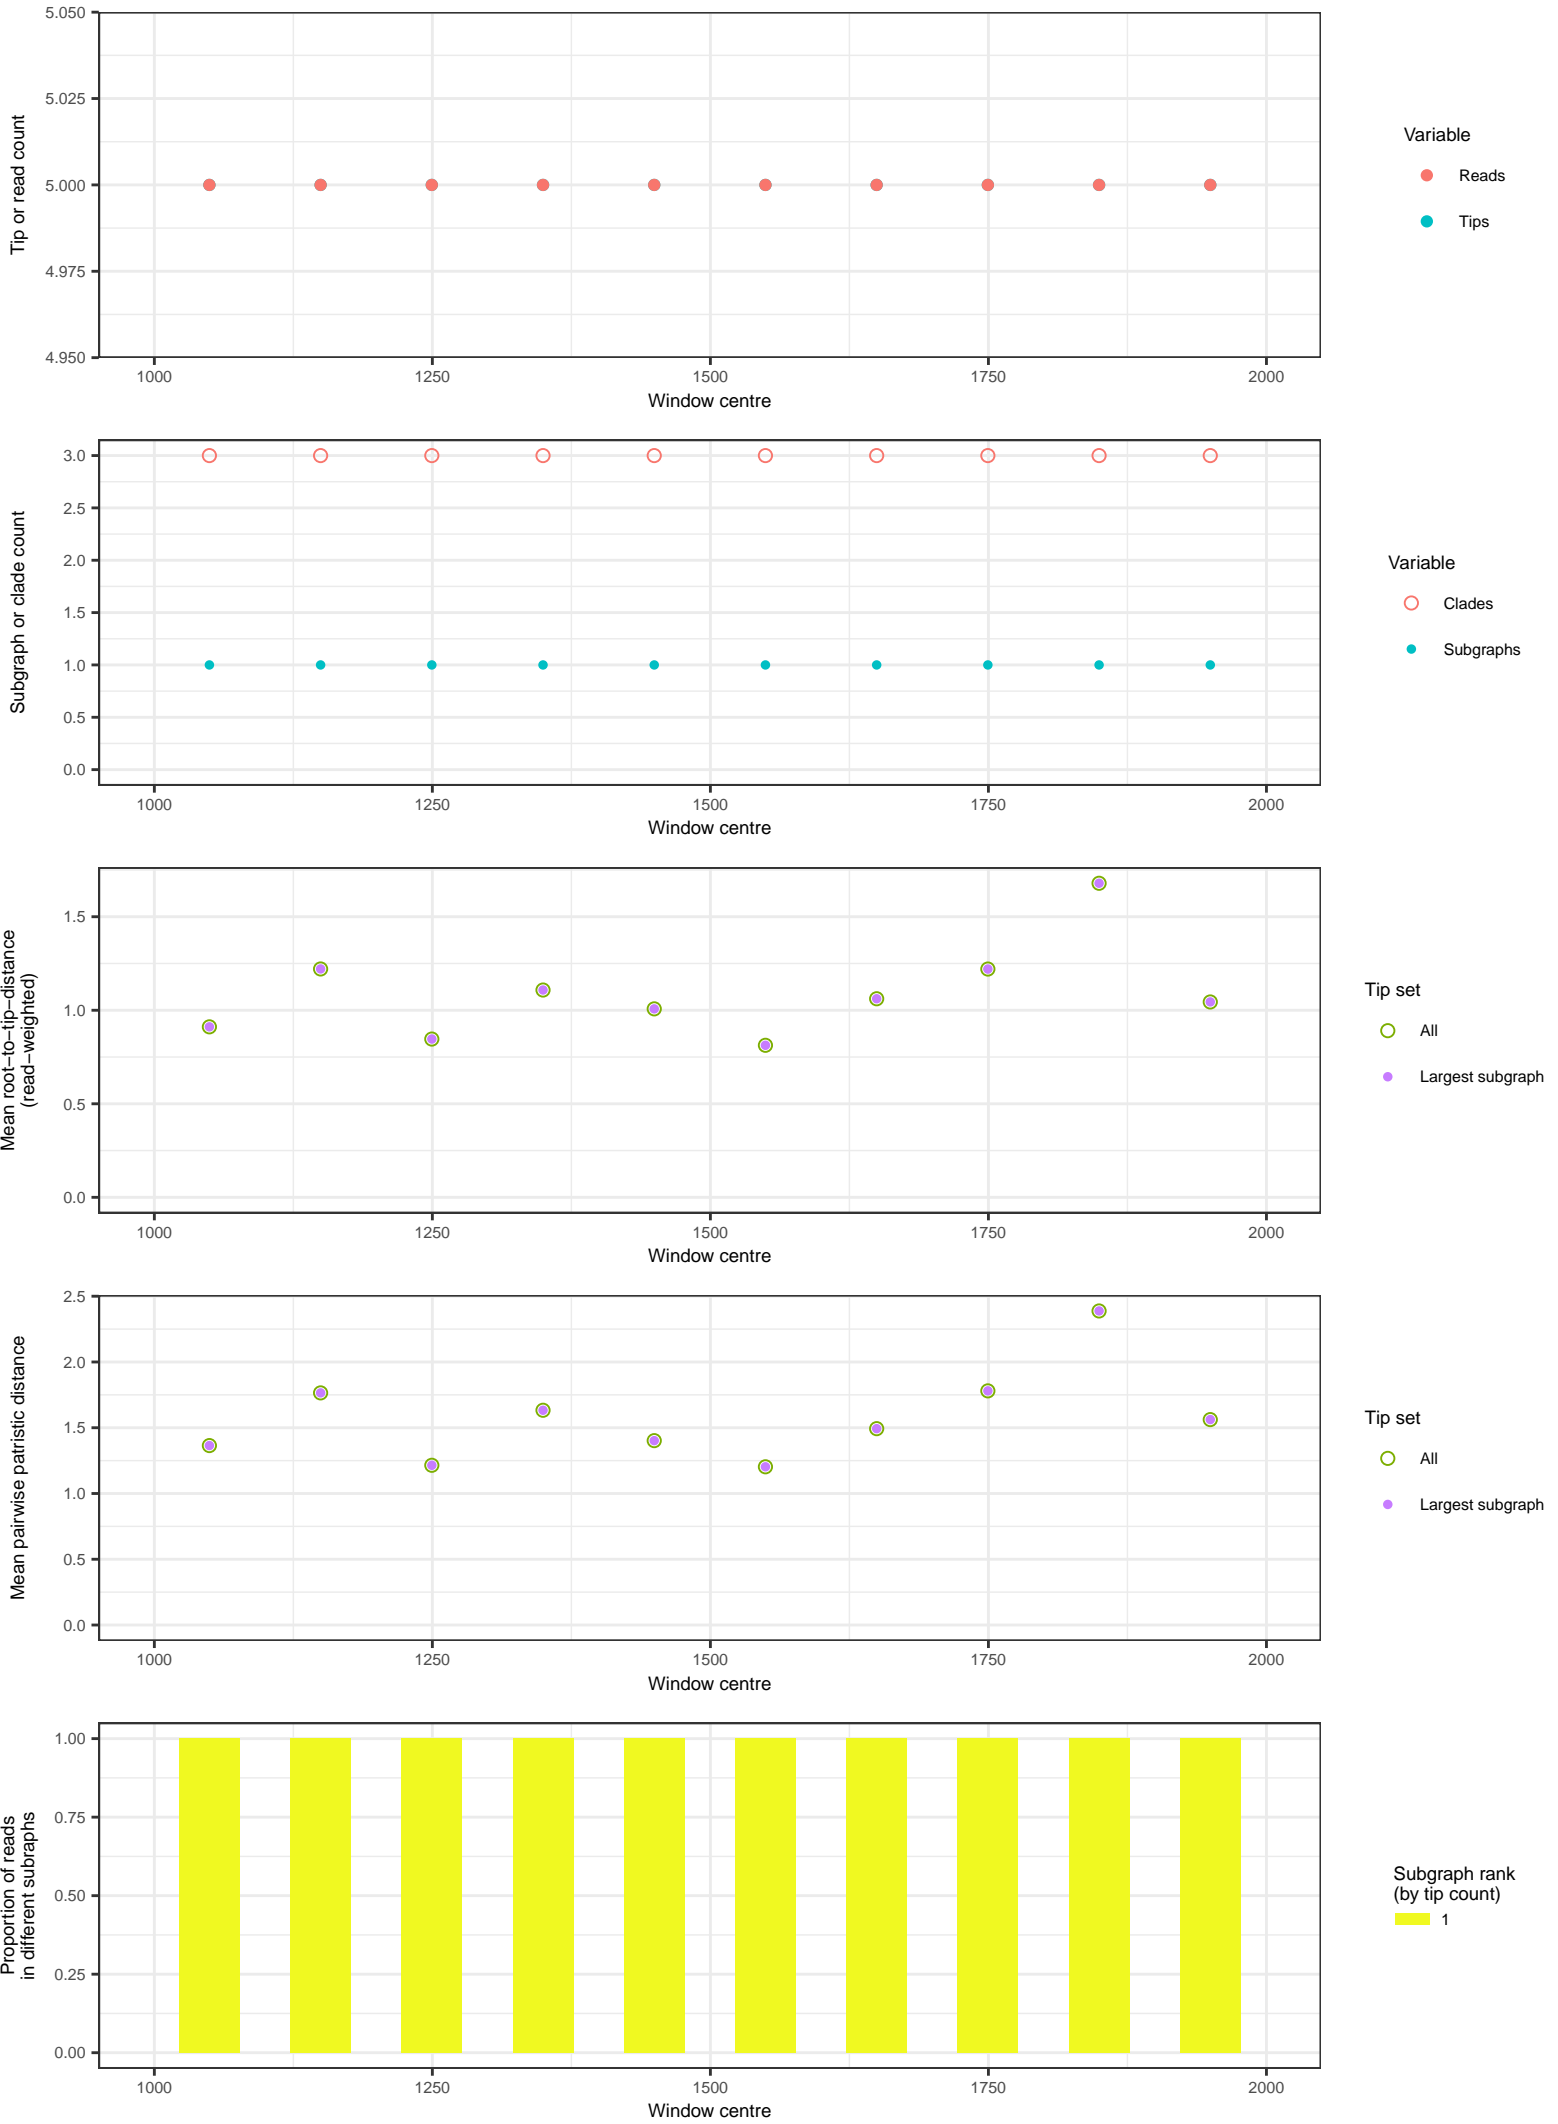 5.050
5.025
5.000
4.975
4.950
Tip or read count
1000 1250 1500 1750 2000
Window centre
Variable
Reads
Tips
3.0
2.5
2.0
1.5
1.0
0.5
0.0
Subgraph or clade count
1000 1250 1500 1750 2000
Window centre
Variable
Clades
Subgraphs
1.5
1.0
0.5
0.0
Mean root−to−tip−distance
(read−weighted)
1000 1250 1500 1750 2000
Window centre
Tip set
All
Largest subgraph
2.5
2.0
1.5
1.0
0.5
0.0
Mean pairwise patristic distance
1000 1250 1500 1750 2000
Window centre
Tip set
All
Largest subgraph
1.00
0.75
0.50
0.25
0.00
Proportion of reads
in different subraphs
1000 1250 1500 1750 2000
Window centre
Subgraph rank
(by tip count)
1